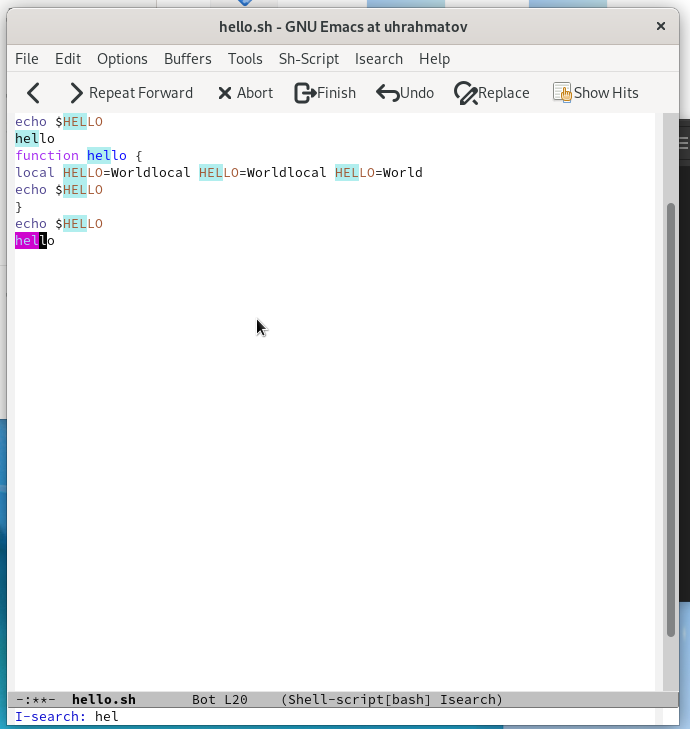 hello.sh - GNU Emacs at uhrahmatov ×
File Edit Options Buffers Tools Sh-Script Isearch Help
Repeat Forward Abort Finish Undo Replace Show Hits
echo $HELLO
hello
function hello {
local HELLO=Worldlocal HELLO=Worldlocal HELLO=World
echo $HELLO
}
echo $HELLO
hello
-:**- hello.sh Bot L20 (Shell-script[bash] Isearch)
I-search: hel